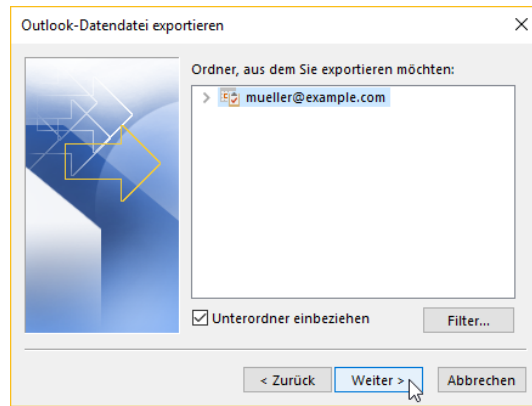 Outlook-Datendatei exportieren
Ordner, aus dem Sie exportieren möchten:
mueller@example.com
Unterordner einbeziehen
Filter...
< Zurück
Weiter >
Abbrechen